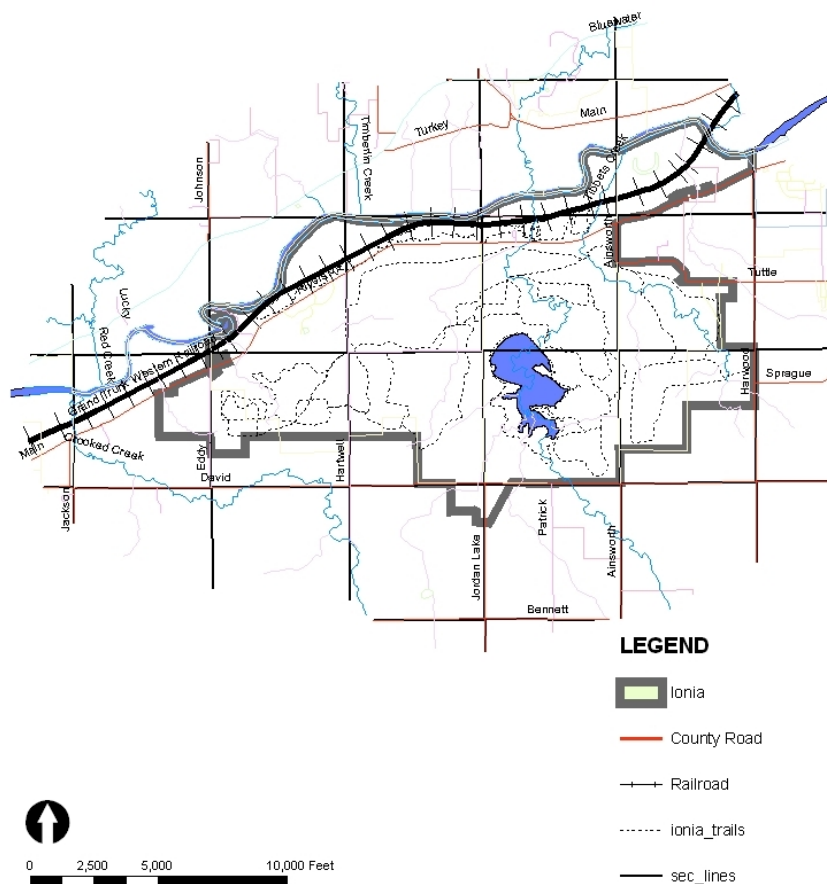 Bluewater
Main
Turkey
Timberlin Creek
Tibbets Creek
Johnson
Ainsworth
Tuttle
Lucky
Red Creek
Grand Trunk Western Railroad
Harwood
Sprague
Main
Crooked Creek
Eddy
David
Hartwell
Jackson
Jordan Lake
Patrick
Ainsworth
Bennett
LEGEND
Ionia
County Road
Railroad
ionia_trails
sec_lines
0 2,500 5,000 10,000 Feet